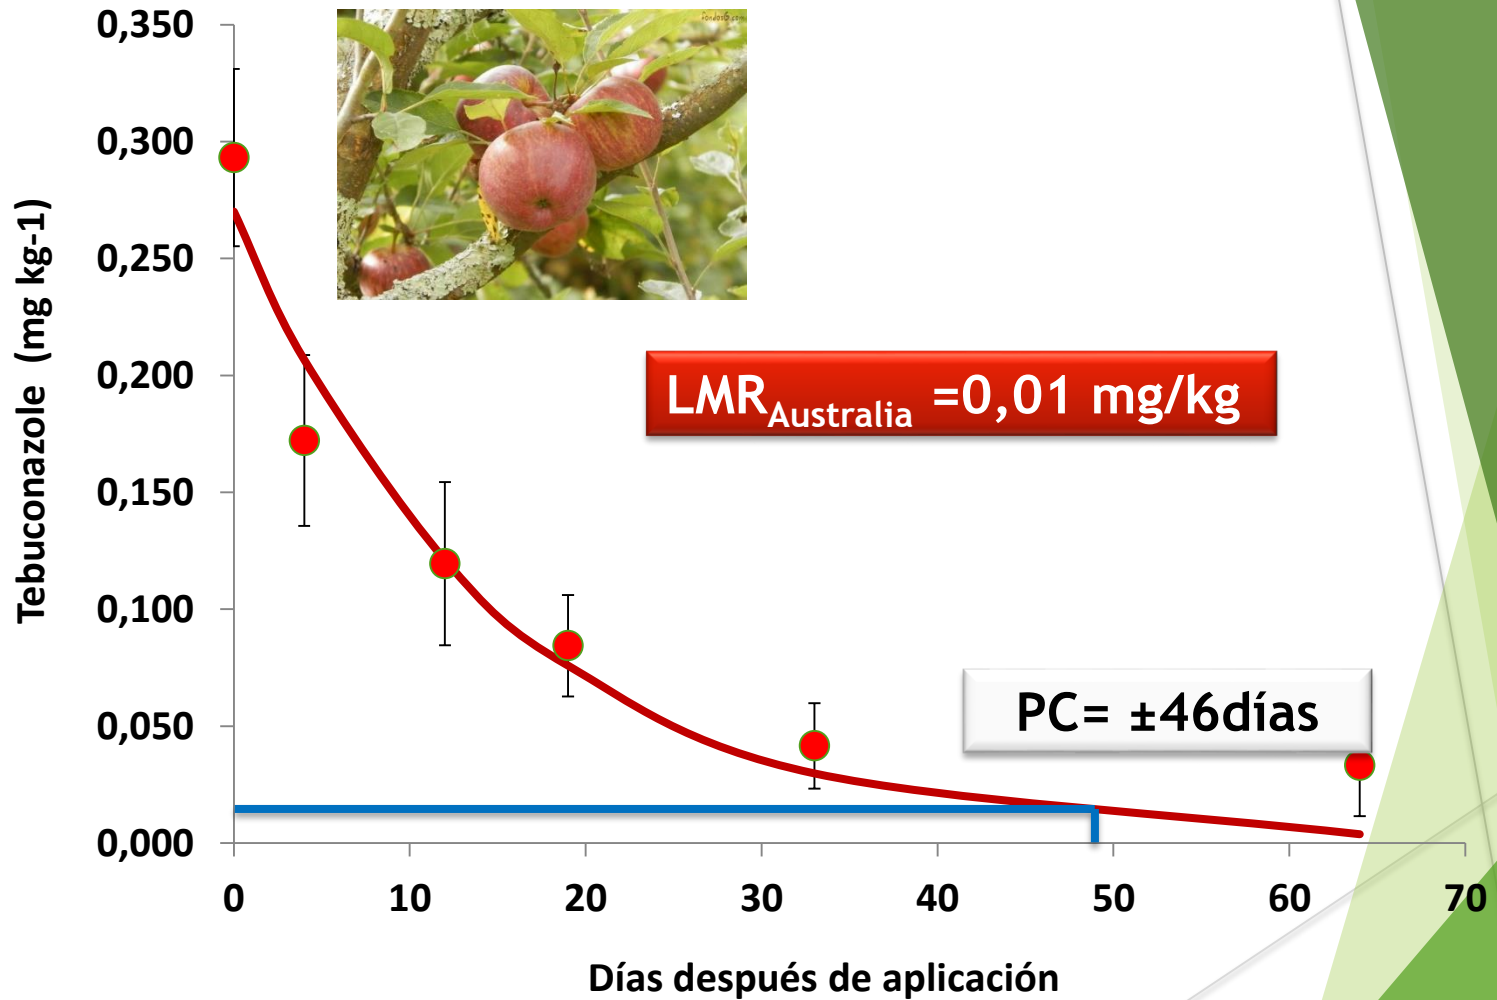 0,350
0,300
0,250
0,200
0,150
0,100
0,050
0,000
Tebuconazole (mg kg-1)
LMRAustralia =0,01 mg/kg
PC= ±46días
0 10 20 30 40 50 60 70
Días después de aplicación